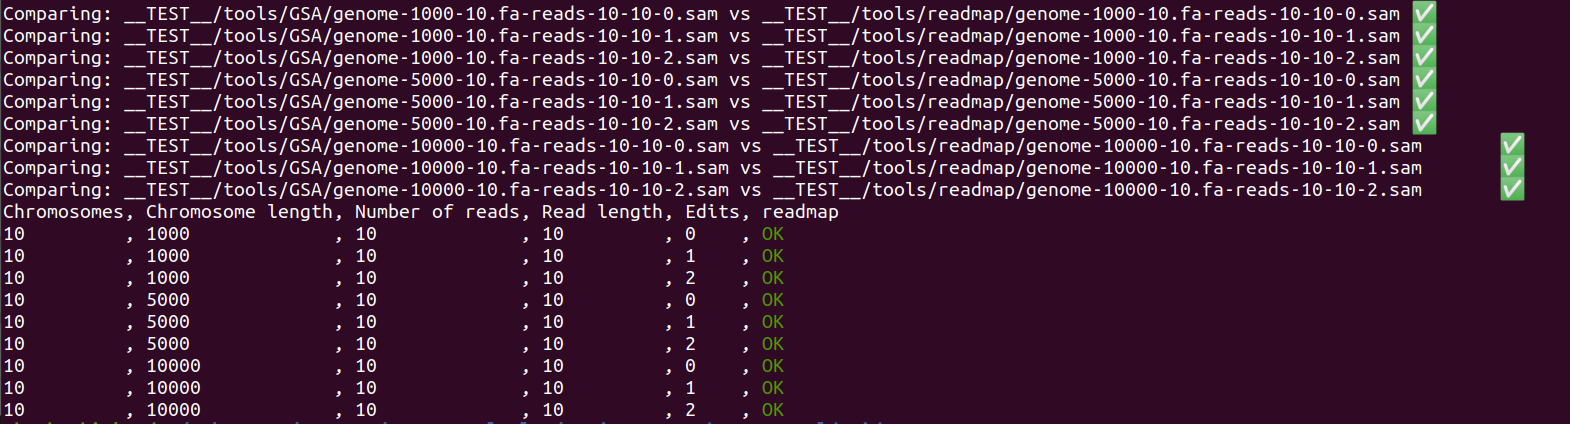 Comparing: __TEST__/tools/GSA/genome-1000-10.fa-reads-10-10-0.sam vs __TEST__/tools/readmap/genome-1000-10.fa-reads-10-10-0.sam ✅
Comparing: __TEST__/tools/GSA/genome-1000-10.fa-reads-10-10-1.sam vs __TEST__/tools/readmap/genome-1000-10.fa-reads-10-10-1.sam ✅
Comparing: __TEST__/tools/GSA/genome-1000-10.fa-reads-10-10-2.sam vs __TEST__/tools/readmap/genome-1000-10.fa-reads-10-10-2.sam ✅
Comparing: __TEST__/tools/GSA/genome-5000-10.fa-reads-10-10-0.sam vs __TEST__/tools/readmap/genome-5000-10.fa-reads-10-10-0.sam ✅
Comparing: __TEST__/tools/GSA/genome-5000-10.fa-reads-10-10-1.sam vs __TEST__/tools/readmap/genome-5000-10.fa-reads-10-10-1.sam ✅
Comparing: __TEST__/tools/GSA/genome-5000-10.fa-reads-10-10-2.sam vs __TEST__/tools/readmap/genome-5000-10.fa-reads-10-10-2.sam ✅
Comparing: __TEST__/tools/GSA/genome-10000-10.fa-reads-10-10-0.sam vs __TEST__/tools/readmap/genome-10000-10.fa-reads-10-10-0.sam ✅
Comparing: __TEST__/tools/GSA/genome-10000-10.fa-reads-10-10-1.sam vs __TEST__/tools/readmap/genome-10000-10.fa-reads-10-10-1.sam ✅
Comparing: __TEST__/tools/GSA/genome-10000-10.fa-reads-10-10-2.sam vs __TEST__/tools/readmap/genome-10000-10.fa-reads-10-10-2.sam ✅
Chromosomes, Chromosome length, Number of reads, Read length, Edits, readmap
10 , 1000 , 10 , 10 , 0 , OK
10 , 1000 , 10 , 10 , 1 , OK
10 , 1000 , 10 , 10 , 2 , OK
10 , 5000 , 10 , 10 , 0 , OK
10 , 5000 , 10 , 10 , 1 , OK
10 , 5000 , 10 , 10 , 2 , OK
10 , 10000 , 10 , 10 , 0 , OK
10 , 10000 , 10 , 10 , 1 , OK
10 , 10000 , 10 , 10 , 2 , OK